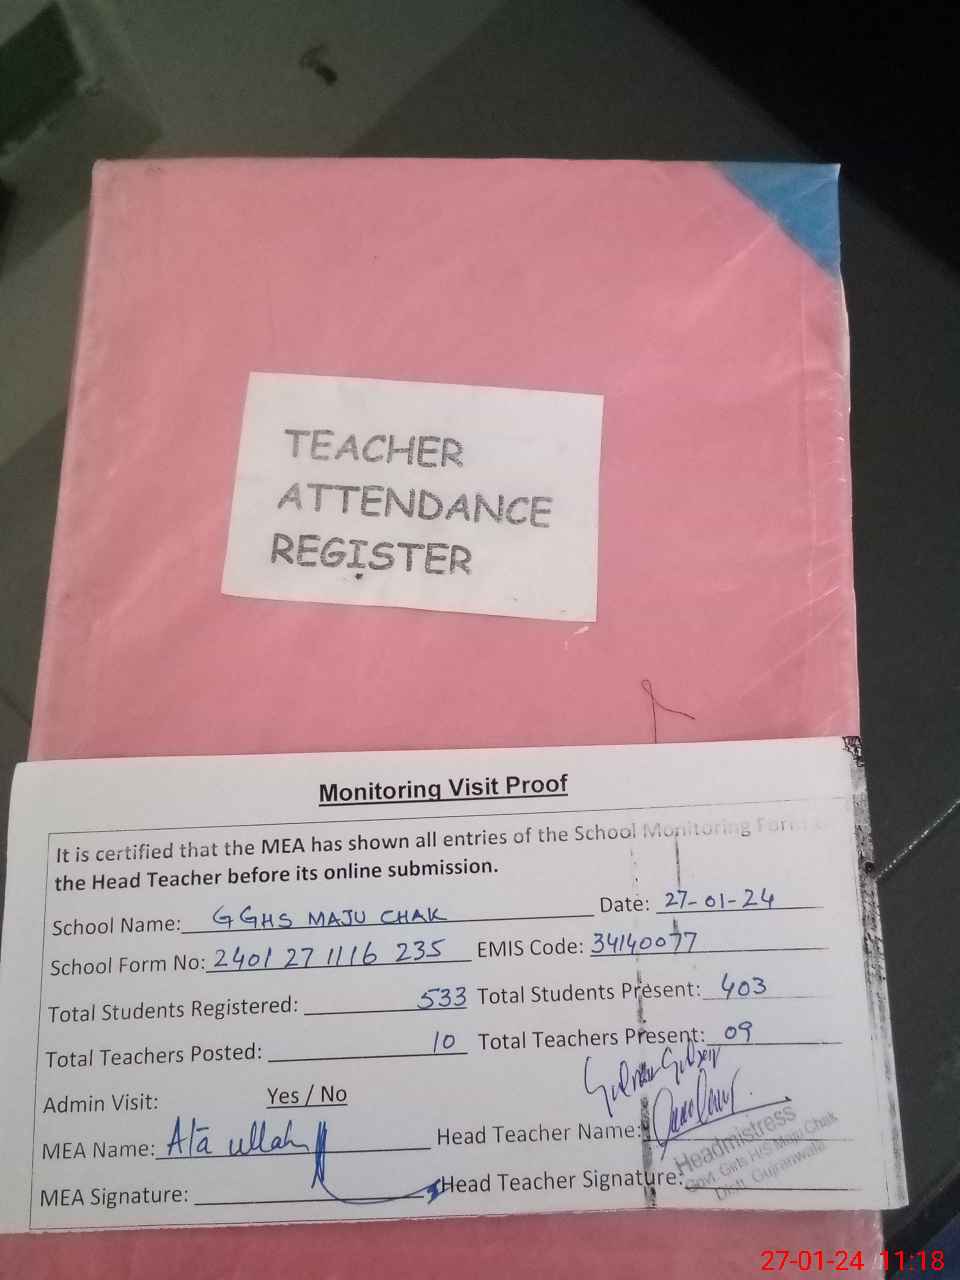 TEACHER
ATTENDANCE
REGISTER
Monitoring Visit Proof
It is certified that the MEA has shown all entries of the School Monitoring Form
the Head Teacher before its online submission.
School Name: GGHS MAJU CHAK Date: 27-01-24
School Form No: 2401 27 1116 235 EMIS Code: 34140077
Total Students Registered: 533 Total Students Present: 403
Total Teachers Posted: 10 Total Teachers Present: 09
Admin Visit: Yes / No
MEA Name: Atā ullah Head Teacher Name:
MEA Signature: Head Teacher Signature:
Headmistress
Govt. Girls H/S Maju Chak
Distt. Gujranwala
27-01-24 11:18